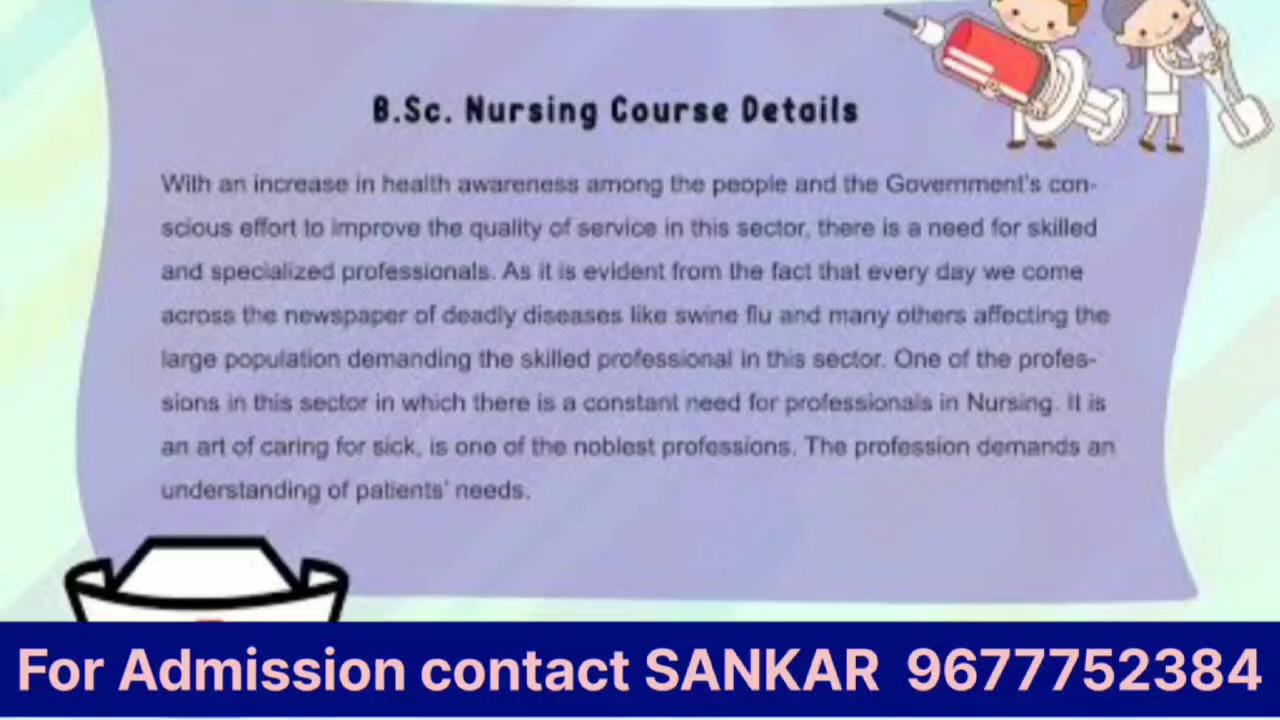 B.Sc. Nursing Course Details
With an increase in health awareness among the people and the Government's con-
scious effort to improve the quality of service in this sector, there is a need for skilled
and specialized professionals. As it is evident from the fact that every day we come
across the newspaper of deadly diseases like swine flu and many others affecting the
large population demanding the skilled professional in this sector. One of the profes-
sions in this sector in which there is a constant need for professionals in Nursing. It is
an art of caring for sick, is one of the noblest professions. The profession demands an
understanding of patients' needs.
For Admission contact SANKAR 9677752384